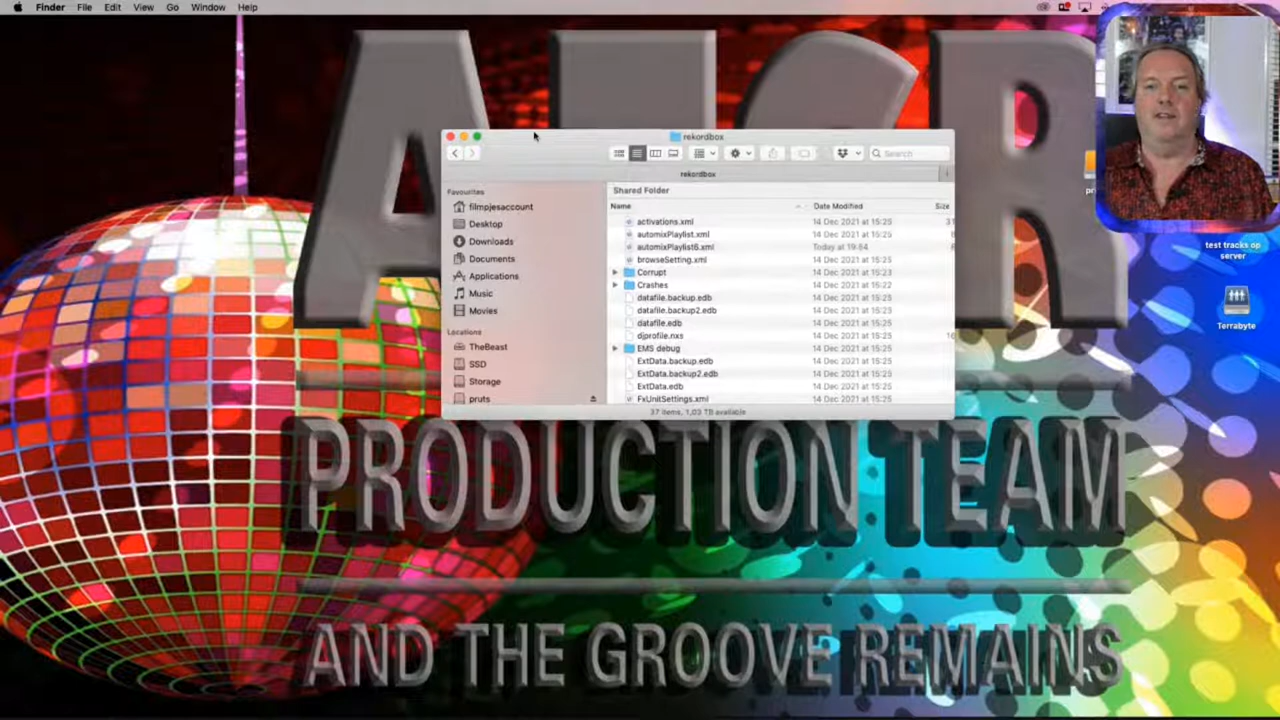 Finder File Edit View Go Window Help
rekordbox
Search
rekordbox
Favourites
filmpjesaccount
Desktop
Downloads
Documents
Applications
Music
Movies
Locations
TheBeast
SSD
Storage
pruts
Shared Folder
Name Date Modified Size
activations.xml 14 Dec 2021 at 15:25 31
automixPlaylist.xml 14 Dec 2021 at 15:25
automixPlaylist6.xml Today at 19:54
browseSetting.xml 14 Dec 2021 at 15:25
Corrupt 14 Dec 2021 at 15:23
Crashes 14 Dec 2021 at 15:22
datafile.backup.edb 14 Dec 2021 at 15:25
datafile.backup2.edb 14 Dec 2021 at 15:25
datafile.edb 14 Dec 2021 at 15:25
djprofile.nxs 14 Dec 2021 at 15:25 10
EMS debug 14 Dec 2021 at 15:25
ExtData.backup.edb 14 Dec 2021 at 15:25
ExtData.backup2.edb 14 Dec 2021 at 15:25
ExtData.edb 14 Dec 2021 at 15:25
FxUnitSettings.xml 14 Dec 2021 at 15:25
37 items, 1,03 TB available
test tracks op
server
Terrabyte
PRODUCTION TEAM
AND THE GROOVE REMAINS